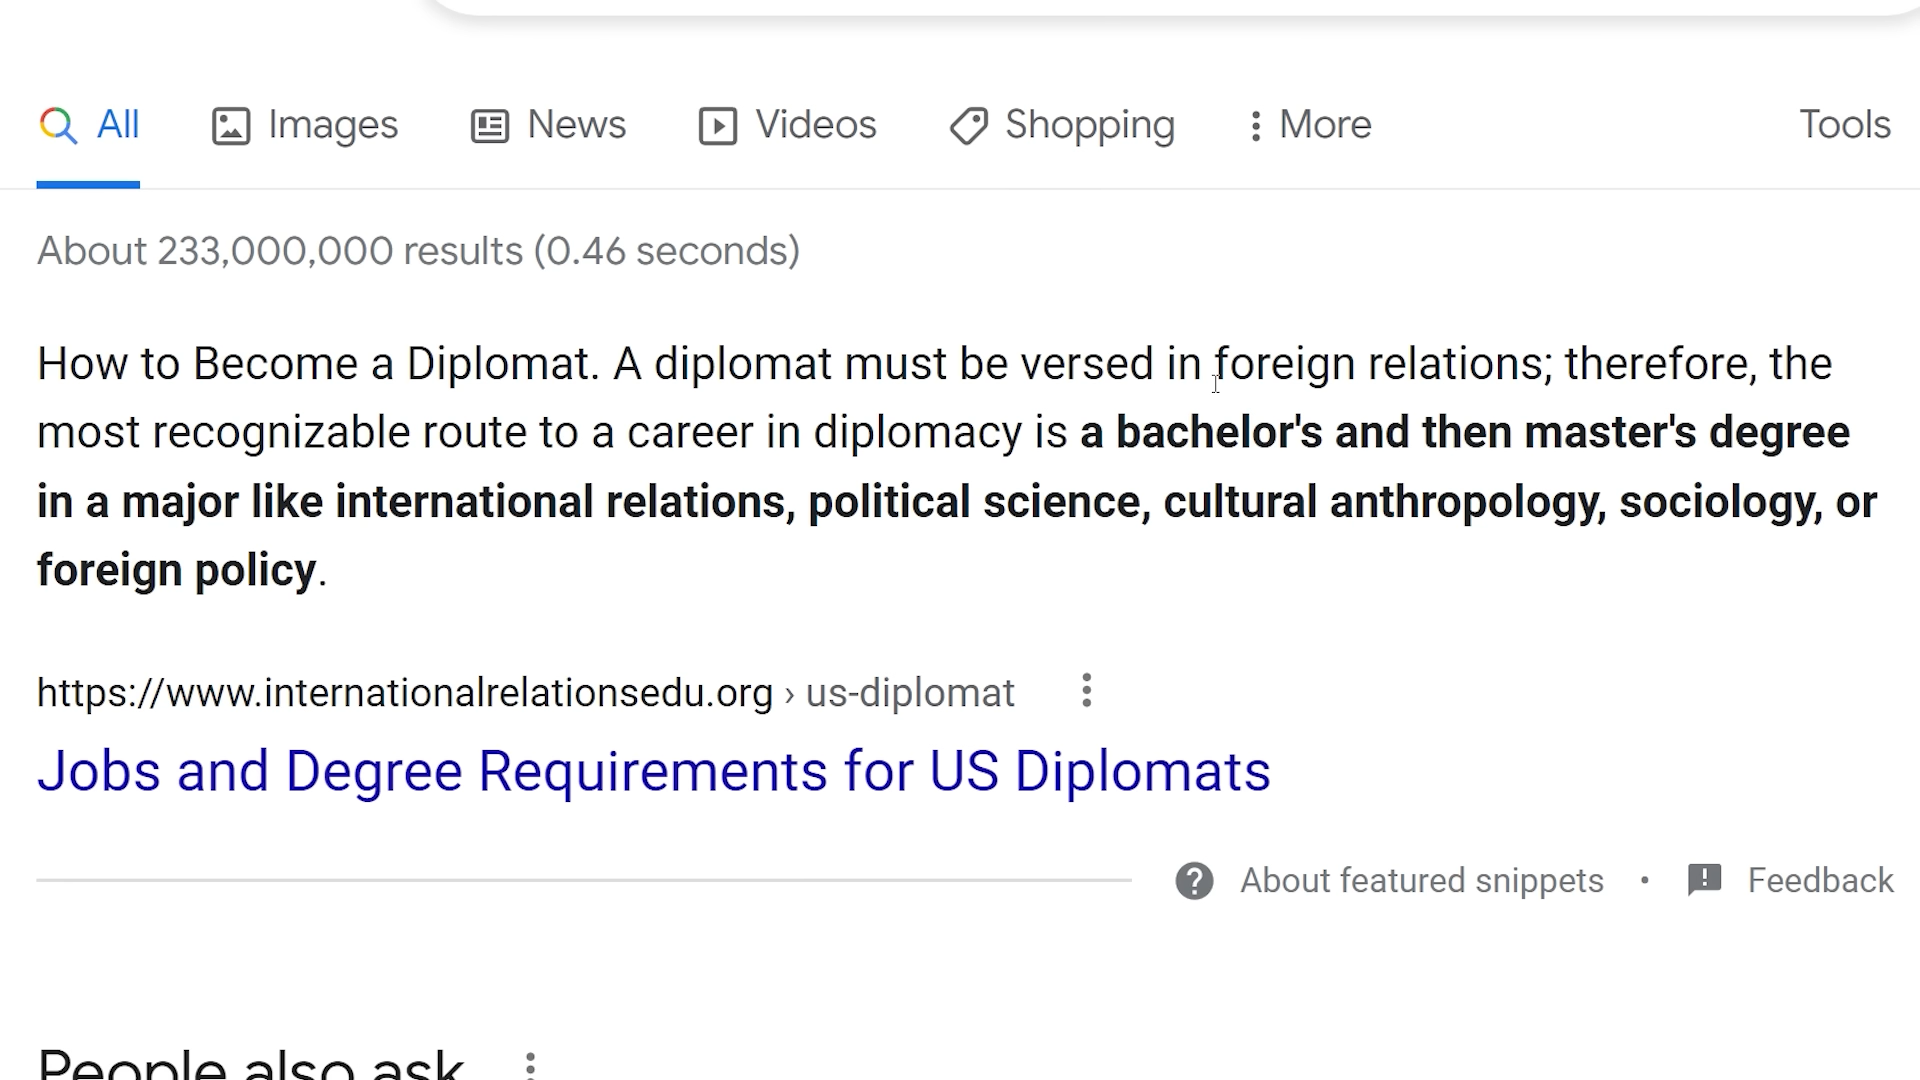 All Images News Videos Shopping More Tools
About 233,000,000 results (0.46 seconds)
How to Become a Diplomat. A diplomat must be versed in foreign relations; therefore, the
most recognizable route to a career in diplomacy is a bachelor's and then master's degree
in a major like international relations, political science, cultural anthropology, sociology, or
foreign policy.
https://www.internationalrelationsedu.org › us-diplomat
Jobs and Degree Requirements for US Diplomats
About featured snippets • Feedback
People also ask